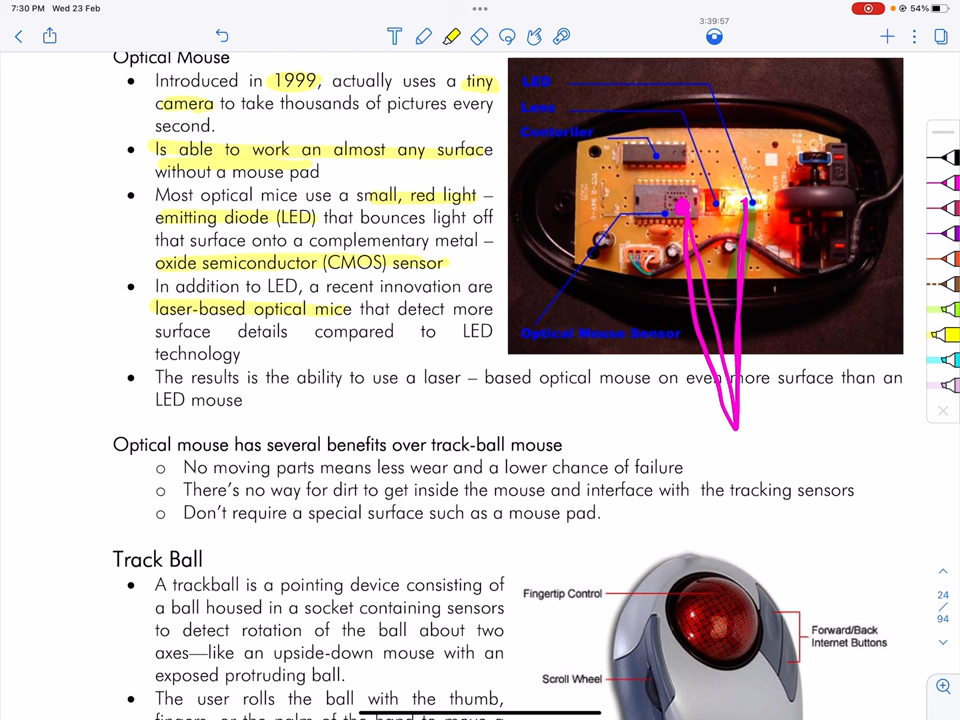 7:30 PM Wed 23 Feb
54%
3:39:57
Optical Mouse
• Introduced in 1999, actually uses a tiny
camera to take thousands of pictures every
second.
• Is able to work an almost any surface
without a mouse pad
• Most optical mice use a small, red light –
emitting diode (LED) that bounces light off
that surface onto a complementary metal –
oxide semiconductor (CMOS) sensor
• In addition to LED, a recent innovation are
laser-based optical mice that detect more
surface details compared to LED
technology
• The results is the ability to use a laser – based optical mouse on even more surface than an
LED mouse
LED
Lens
Controller
Optical Mouse Sensor
Optical mouse has several benefits over track-ball mouse
o No moving parts means less wear and a lower chance of failure
o There's no way for dirt to get inside the mouse and interface with the tracking sensors
o Don't require a special surface such as a mouse pad.
Track Ball
• A trackball is a pointing device consisting of
a ball housed in a socket containing sensors
to detect rotation of the ball about two
axes—like an upside-down mouse with an
exposed protruding ball.
• The user rolls the ball with the thumb,
fingers, or the palm of the hand to move a
Fingertip Control
Forward/Back
Internet Buttons
Scroll Wheel
24
94